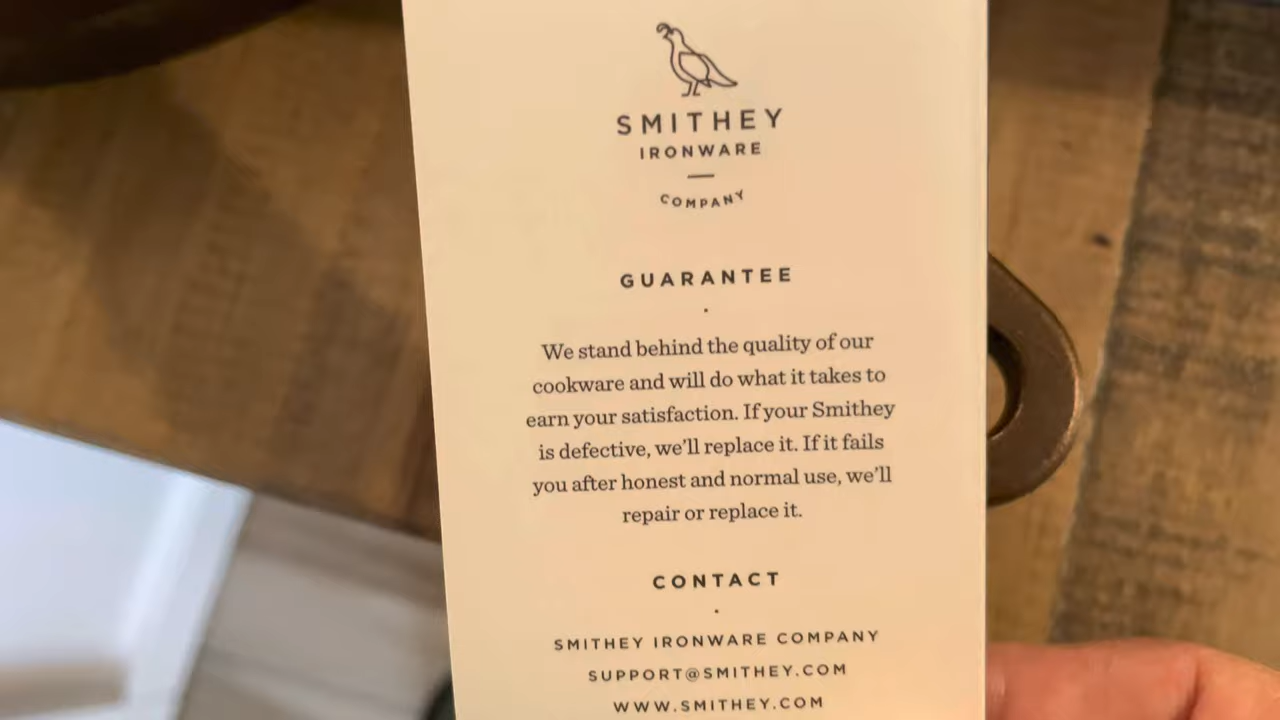 SMITHEY
IRONWARE
COMPANY
GUARANTEE
We stand behind the quality of our
cookware and will do what it takes to
earn your satisfaction. If your Smithey
is defective, we'll replace it. If it fails
you after honest and normal use, we'll
repair or replace it.
CONTACT
SMITHEY IRONWARE COMPANY
SUPPORT@SMITHEY.COM
WWW.SMITHEY.COM